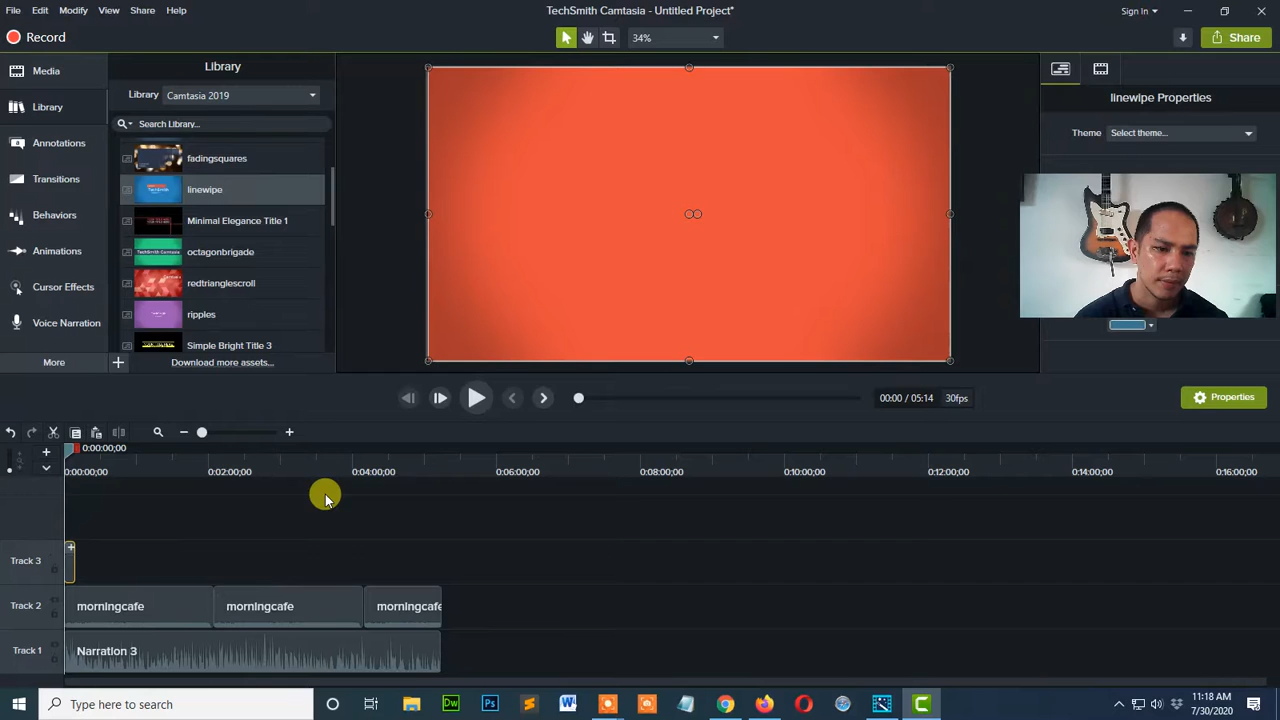 File Edit Modify View Share Help
TechSmith Camtasia - Untitled Project*
Sign In
Record
34%
Share
Media
Library
Annotations
Transitions
Behaviors
Animations
Cursor Effects
Voice Narration
More
Library
Library Camtasia 2019
Search Library...
fadingsquares
linewipe
Minimal Elegance Title 1
octagonbrigade
redtrianglescroll
ripples
Simple Bright Title 3
Download more assets...
linewipe Properties
Theme Select theme...
00:00 / 05:14 30fps
Properties
0:00:00;00
0:00:00;00 0:02:00;00 0:04:00;00 0:06:00;00 0:08:00;00 0:10:00;00 0:12:00;00 0:14:00;00 0:16:00;00
Track 3
Track 2 morningcafe morningcafe morningcafe
Track 1 Narration 3
Type here to search
11:18 AM
7/30/2020